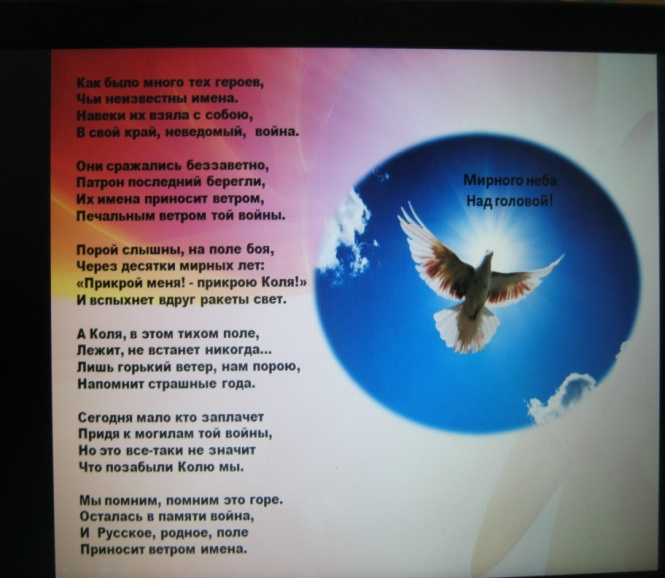 Как было много тех героев,
Чьи неизвестны имена.
Навеки их взяла с собою,
В свой край, неведомый, война.
Они сражались беззаветно,
Патрон последний берегли,
Их имена приносит ветром,
Печальным ветром той войны.
Порой слышны, на поле боя,
Через десятки мирных лет:
«Прикрой меня! - прикрою Коля!»
И вспыхнет вдруг ракеты свет.
А Коля, в этом тихом поле,
Лежит, не встанет никогда...
Лишь горький ветер, нам порою,
Напомнит страшные года.
Сегодня мало кто заплачет
Придя к могилам той войны,
Но это все-таки не значит
Что позабыли Колю мы.
Мы помним, помним это горе.
Осталась в памяти война,
И Русское, родное, поле
Приносит ветром имена.
Мирного неба
Над головой!